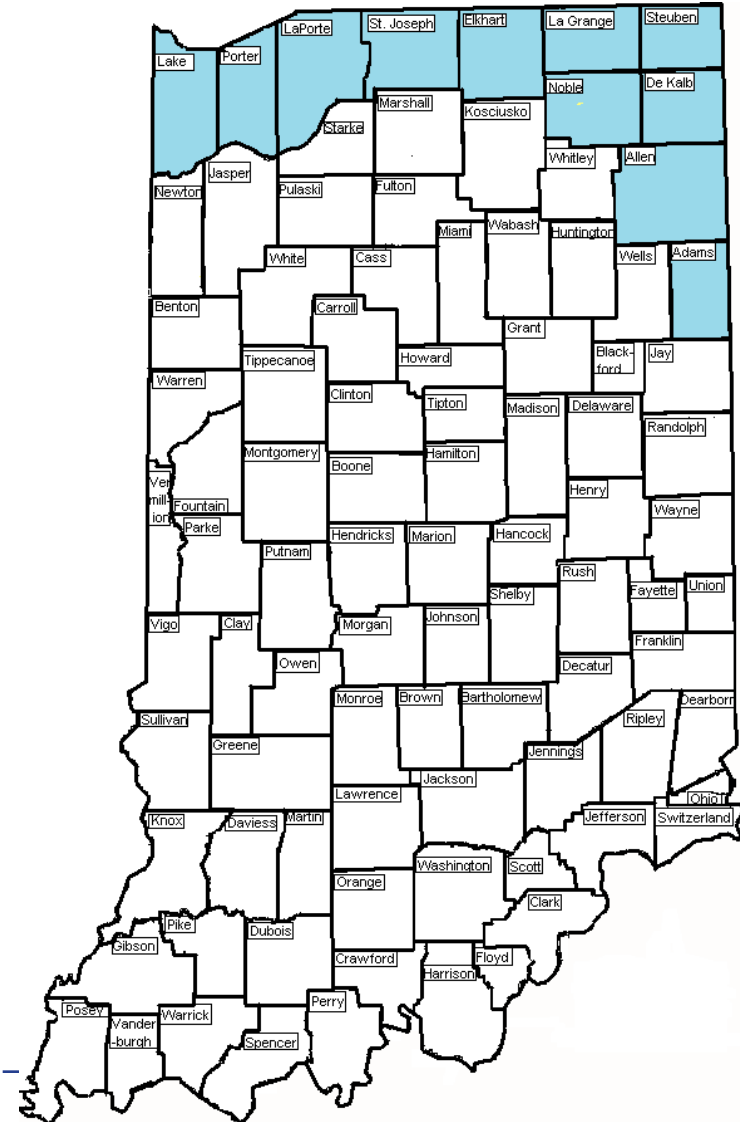 Lake
Porter
LaPorte
St. Joseph
Elkhart
La Grange
Steuben
Noble
De Kalb
Marshall
Kosciusko
Starke
Whitley
Allen
Newton
Jasper
Pulaski
Fulton
Miami
Wabash
Huntington
Wells
Adams
White
Cass
Benton
Carroll
Grant
Tippecanoe
Howard
Black-
ford
Jay
Warren
Clinton
Tipton
Madison
Delaware
Randolph
Montgomery
Boone
Hamilton
Ver
mill-
ion
Fountain
Henry
Wayne
Parke
Putnam
Hendricks
Marion
Hancock
Rush
Fayette
Union
Shelby
Vigo
Clay
Morgan
Johnson
Franklin
Owen
Decatur
Monroe
Brown
Bartholomew
Dearborn
Sullivan
Ripley
Greene
Jennings
Jackson
Lawrence
Ohio
Knox
Daviess
Martin
Jefferson
Switzerland
Washington
Scott
Orange
Clark
Pike
Dubois
Gibson
Crawford
Harrison
Floyd
Posey
Vander
-burgh
Warrick
Perry
Spencer